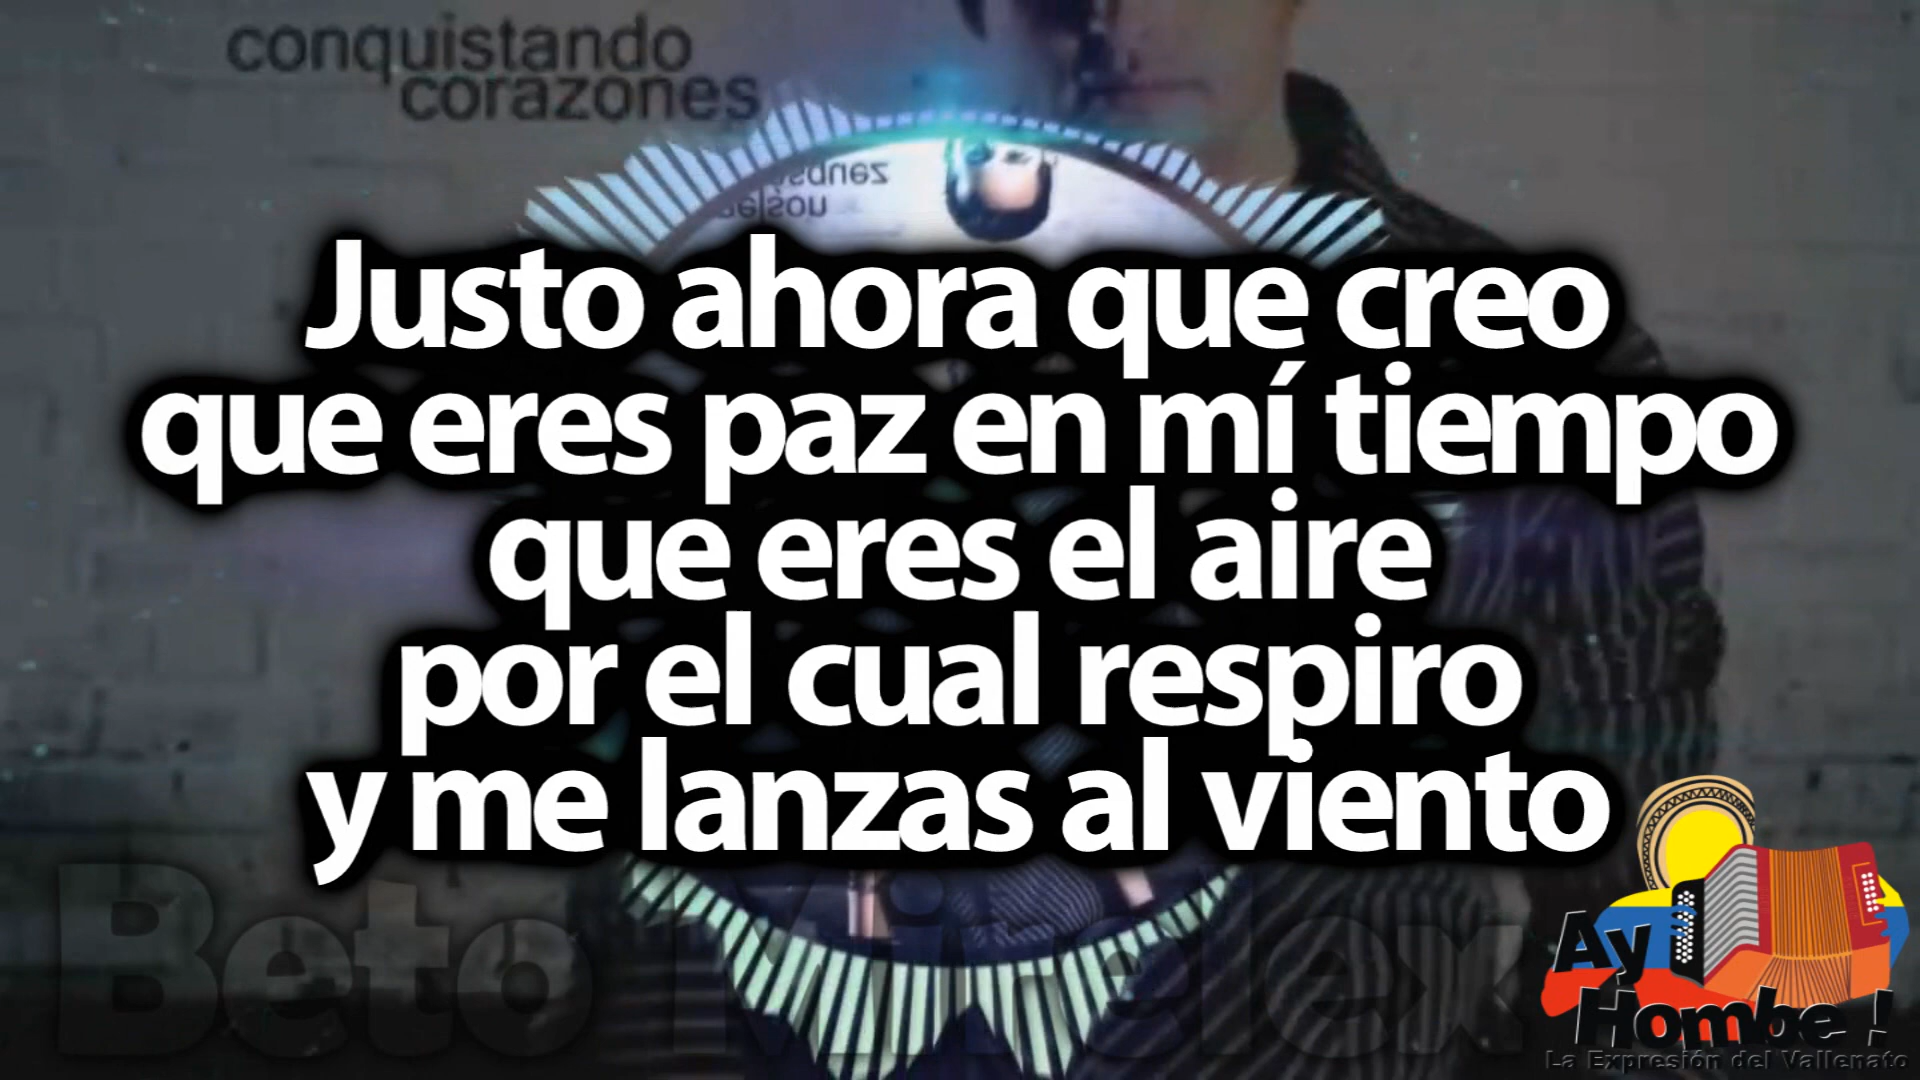 conquistando
corazones
Justo ahora que creo
que eres paz en mí tiempo
que eres el aire
por el cual respiro
y me lanzas al viento
Beto Mirelex
Ay
Hombe !
La Expresión del Vallenato